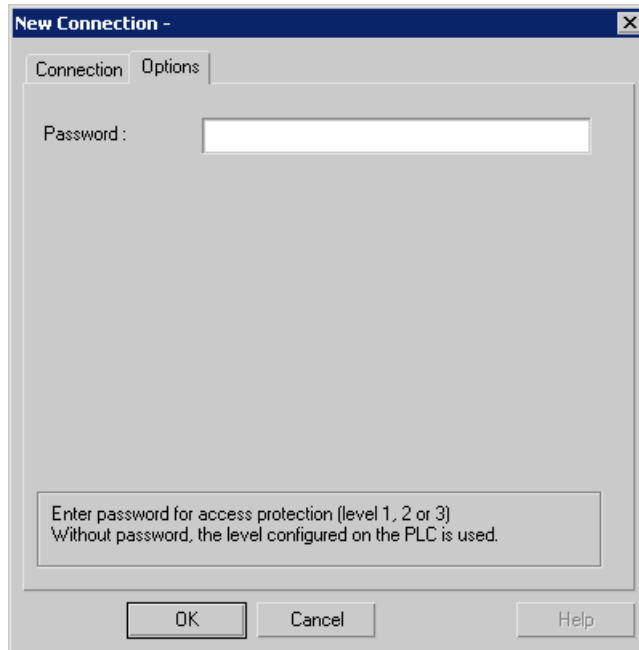 New Connection -
Connection Options
Password :
Enter password for access protection (level 1, 2 or 3)
Without password, the level configured on the PLC is used.
OK Cancel Help